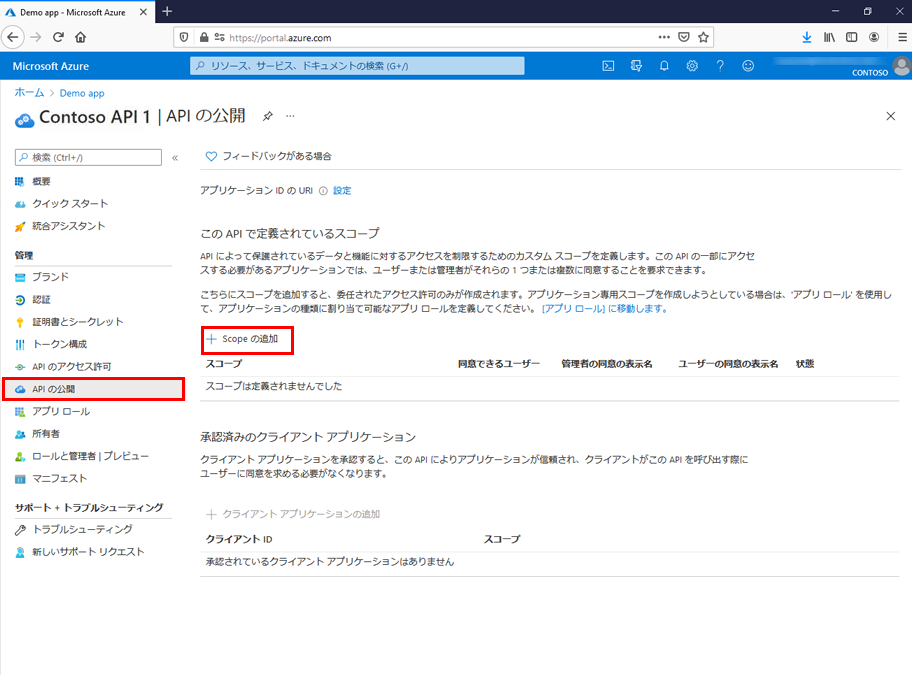 Demo app - Microsoft Azure
https://portal.azure.com
Microsoft Azure
リソース、サービス、ドキュメントの検索 (G+/)
CONTOSO
ホーム > Demo app
Contoso API 1 | API の公開
検索 (Ctrl+/)
概要
クイック スタート
統合アシスタント
管理
ブランド
認証
証明書とシークレット
トークン構成
API のアクセス許可
API の公開
アプリ ロール
所有者
ロールと管理者 | プレビュー
マニフェスト
サポート + トラブルシューティング
トラブルシューティング
新しいサポート リクエスト
フィードバックがある場合
アプリケーション ID の URI 設定
この API で定義されているスコープ
API によって保護されているデータと機能に対するアクセスを制限するためのカスタム スコープを定義します。この API の一部にアクセ
スする必要があるアプリケーションでは、ユーザーまたは管理者がそれらの 1 つまたは複数に同意することを要求できます。
こちらにスコープを追加すると、委任されたアクセス許可のみが作成されます。アプリケーション専用スコープを作成しようとしている場合は、'アプリ ロール' を使用し
て、アプリケーションの種類に割り当て可能なアプリ ロールを定義してください。 [アプリ ロール] に移動します。
Scope の追加
スコープ 同意できるユーザー 管理者の同意の表示名 ユーザーの同意の表示名 状態
スコープは定義されませんでした
承認済みのクライアント アプリケーション
クライアント アプリケーションを承認すると、この API によりアプリケーションが信頼され、クライアントがこの API を呼び出す際に
ユーザーに同意を求める必要がなくなります。
クライアント アプリケーションの追加
クライアント ID スコープ
承認されているクライアント アプリケーションはありません